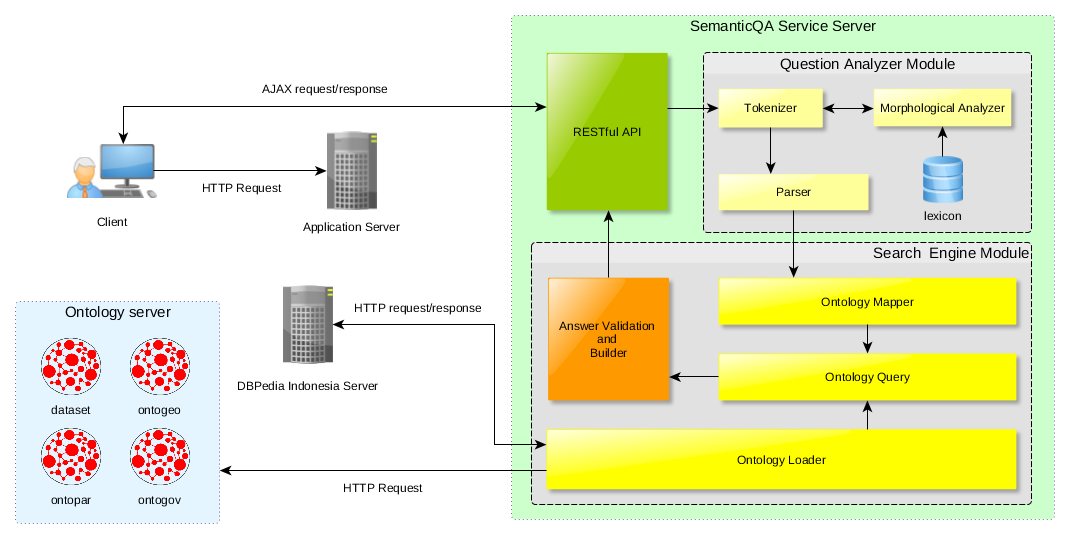 SemanticQA Service Server
Question Analyzer Module
AJAX request/response
RESTful API
Tokenizer
Morphological Analyzer
HTTP Request
Client
Application Server
Parser
lexicon
Search  Engine Module
Ontology server
HTTP request/response
DBPedia Indonesia Server
Answer Validation
and
Builder
Ontology Mapper
Ontology Query
Ontology Loader
dataset
ontogeo
ontopar
ontogov
HTTP Request